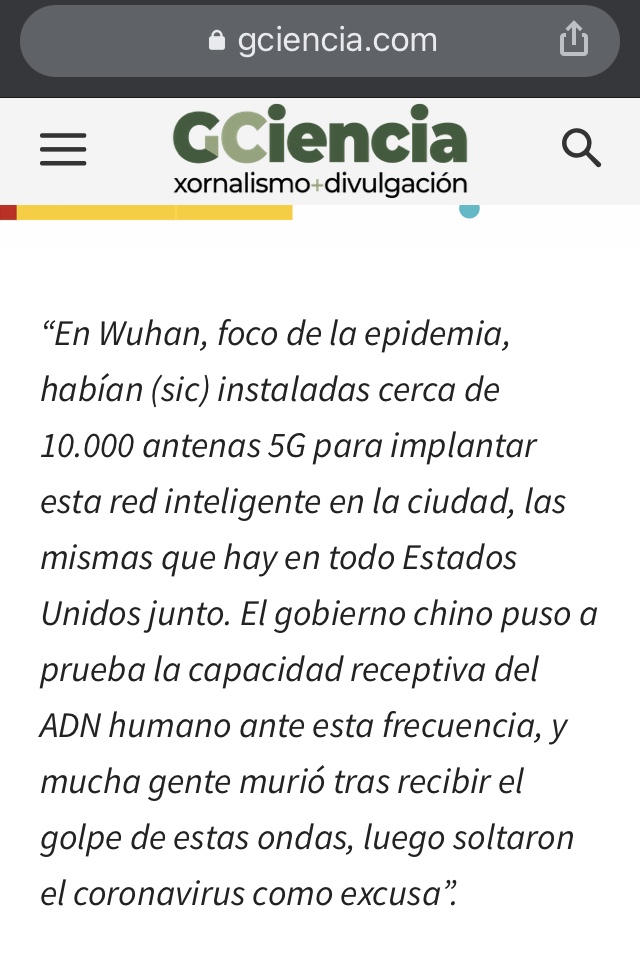 gciencia.com
GCiencia
xornalismo+divulgación
“En Wuhan, foco de la epidemia,
habían (sic) instaladas cerca de
10.000 antenas 5G para implantar
esta red inteligente en la ciudad, las
mismas que hay en todo Estados
Unidos junto. El gobierno chino puso a
prueba la capacidad receptiva del
ADN humano ante esta frecuencia, y
mucha gente murió tras recibir el
golpe de estas ondas, luego soltaron
el coronavirus como excusa”.